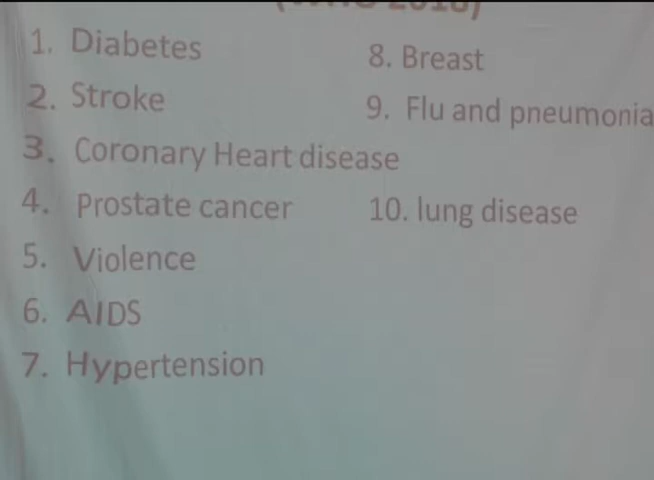 1. Diabetes
2. Stroke
3. Coronary Heart disease
4. Prostate cancer
5. Violence
6. AIDS
7. Hypertension
8. Breast
9. Flu and pneumonia
10. lung disease